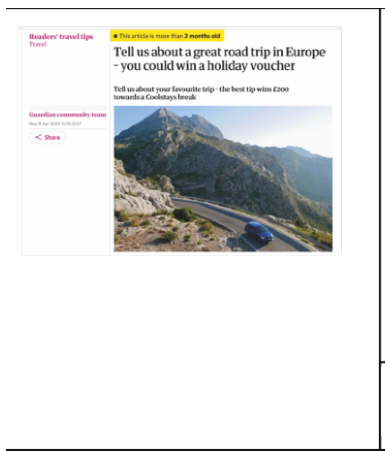 Readers' travel tips
Travel
This article is more than 2 months old
Tell us about a great road trip in Europe
- you could win a holiday voucher
Tell us about your favourite trip - the best tip wins £200
towards a Coolstays break
Guardian community team
Share